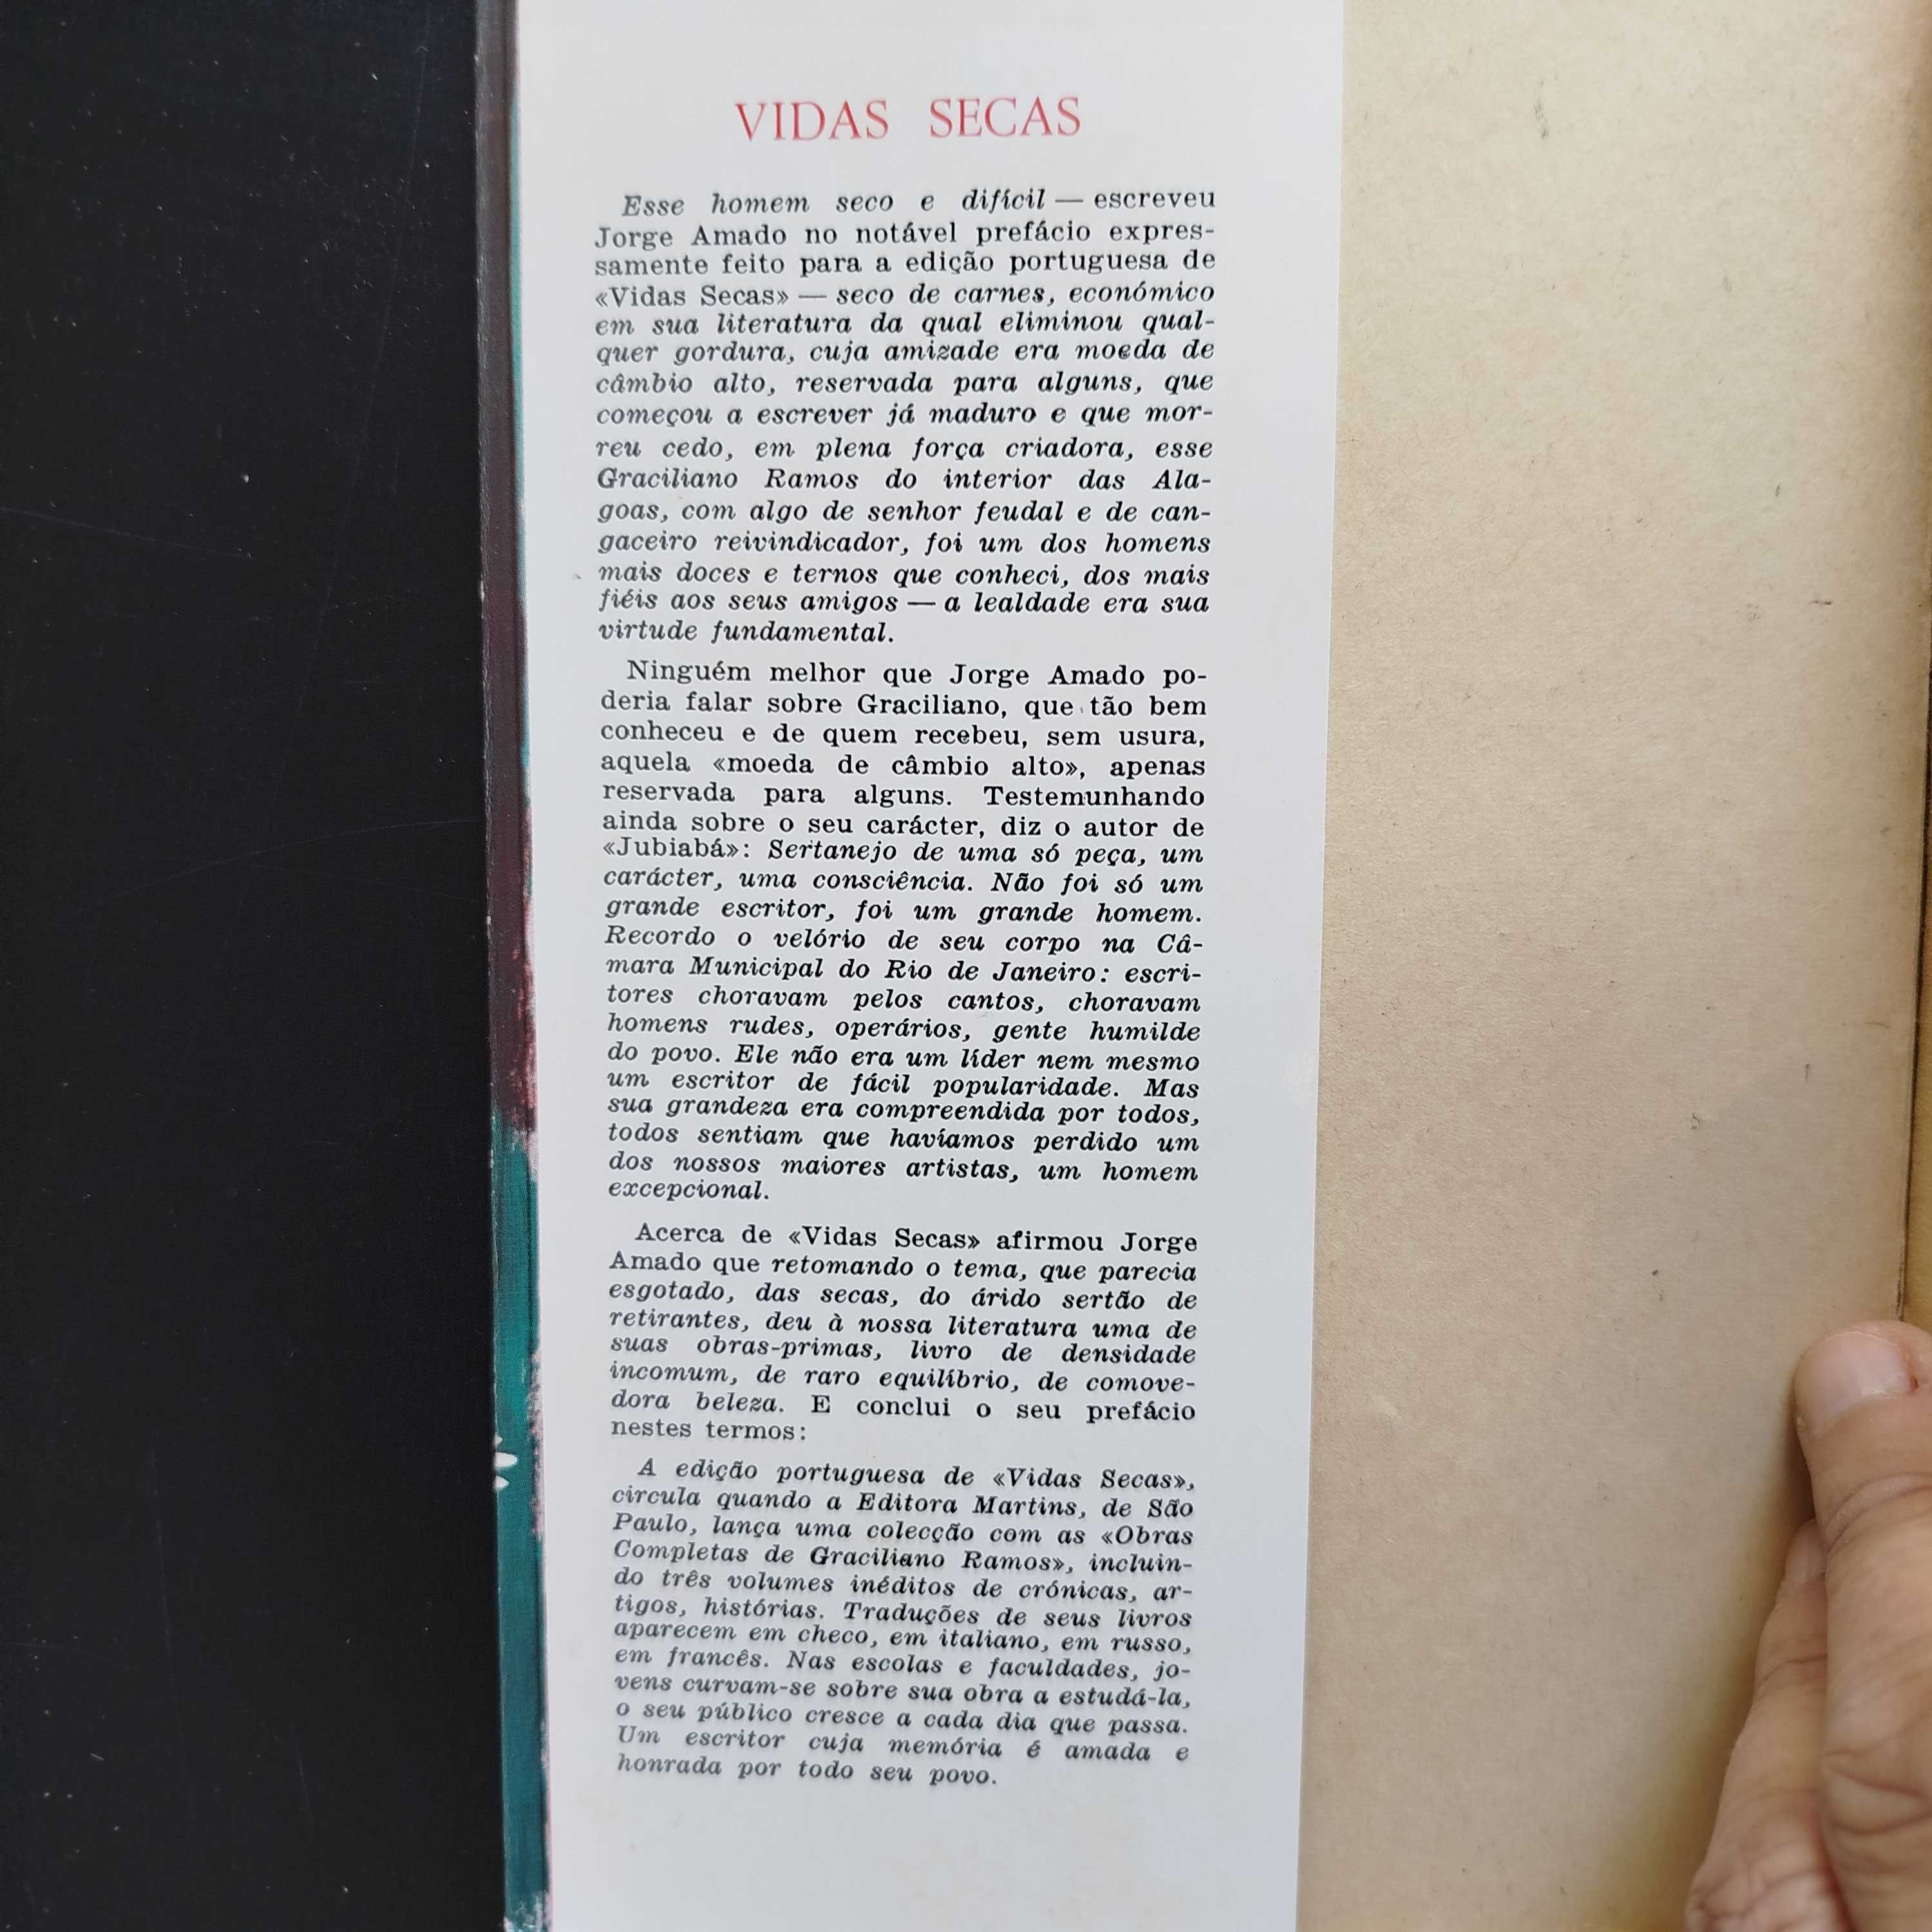 VIDAS SECAS
Esse homem seco e difícil — escreveu
Jorge Amado no notável prefácio expres-
samente feito para a edição portuguesa de
«Vidas Secas» — seco de carnes, económico
em sua literatura da qual eliminou qual-
quer gordura, cuja amizade era moeda de
câmbio alto, reservada para alguns, que
começou a escrever já maduro e que mor-
reu cedo, em plena força criadora, esse
Graciliano Ramos do interior das Ala-
goas, com algo de senhor feudal e de can-
gaceiro reivindicador, foi um dos homens
mais doces e ternos que conheci, dos mais
fiéis aos seus amigos — a lealdade era sua
virtude fundamental.
Ninguém melhor que Jorge Amado po-
deria falar sobre Graciliano, que tão bem
conheceu e de quem recebeu, sem usura,
aquela «moeda de câmbio alto», apenas
reservada para alguns. Testemunhando
ainda sobre o seu carácter, diz o autor de
«Jubiabá»: Sertanejo de uma só peça, um
carácter, uma consciência. Não foi só um
grande escritor, foi um grande homem.
Recordo o velório de seu corpo na Câ-
mara Municipal do Rio de Janeiro: escri-
tores choravam pelos cantos, choravam
homens rudes, operários, gente humilde
do povo. Ele não era um líder nem mesmo
um escritor de fácil popularidade. Mas
sua grandeza era compreendida por todos,
todos sentiam que havíamos perdido um
dos nossos maiores artistas, um homem
excepcional.
Acerca de «Vidas Secas» afirmou Jorge
Amado que retomando o tema, que parecia
esgotado, das secas, do árido sertão de
retirantes, deu à nossa literatura uma de
suas obras-primas, livro de densidade
incomum, de raro equilíbrio, de comove-
dora beleza. E conclui o seu prefácio
nestes termos:
A edição portuguesa de «Vidas Secas»,
circula quando a Editora Martins, de São
Paulo, lança uma colecção com as «Obras
Completas de Graciliano Ramos», incluin-
do três volumes inéditos de crónicas, ar-
tigos, histórias. Traduções de seus livros
aparecem em checo, em italiano, em russo,
em francês. Nas escolas e faculdades, jo-
vens curvam-se sobre sua obra a estudá-la,
o seu público cresce a cada dia que passa.
Um escritor cuja memória é amada e
honrada por todo seu povo.